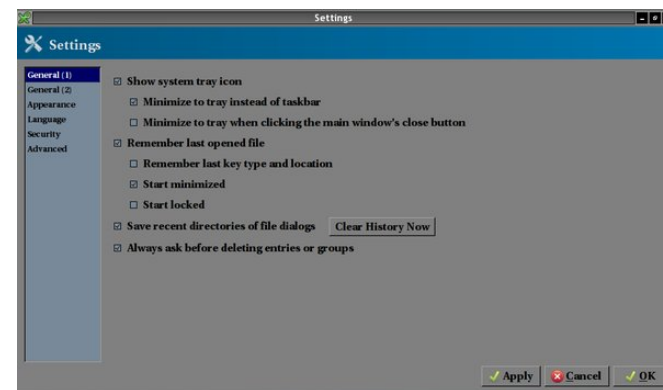 Settings
Settings
General (1)
General (2)
Appearance
Language
Security
Advanced
Show system tray icon
Minimize to tray instead of taskbar
Minimize to tray when clicking the main window's close button
Remember last opened file
Remember last key type and location
Start minimized
Start locked
Save recent directories of file dialogs Clear History Now
Always ask before deleting entries or groups
Apply Cancel OK